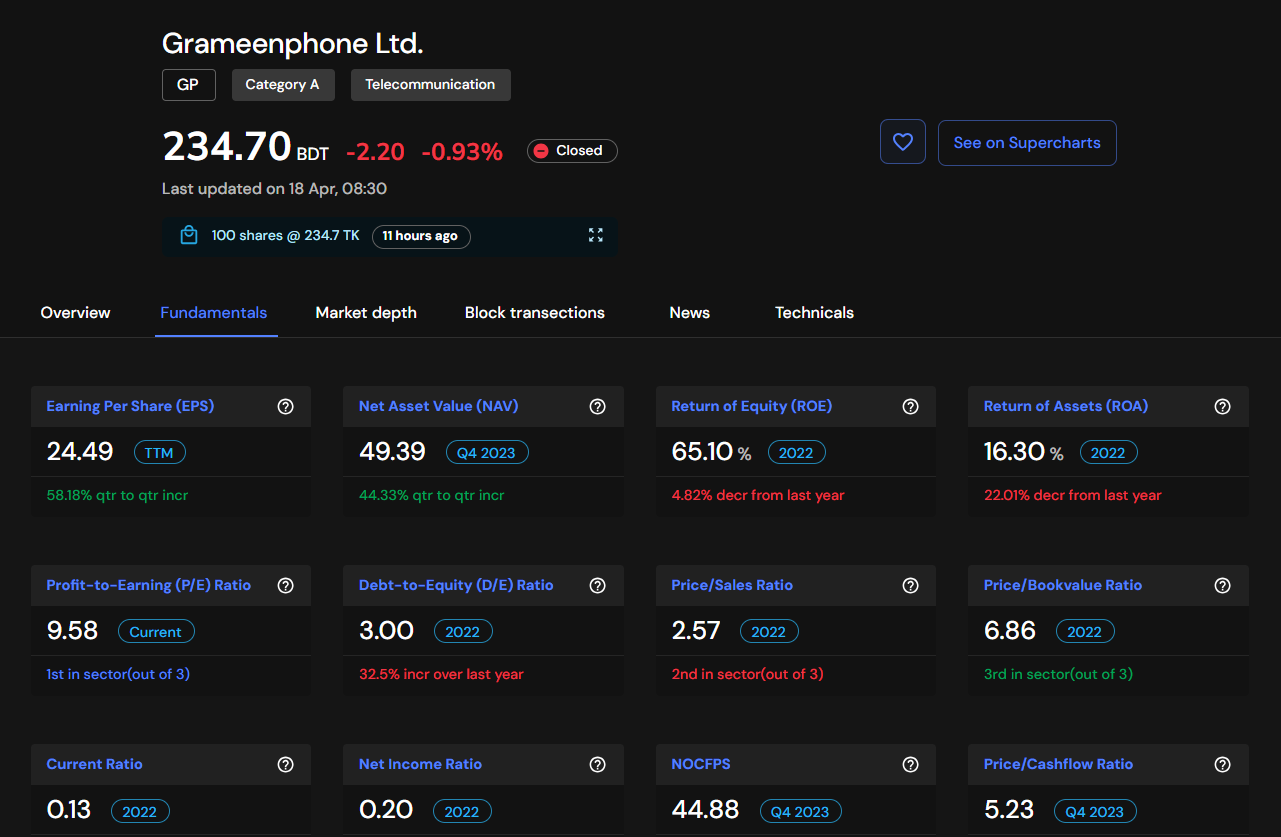 Grameenphone Ltd.
GP Category A Telecommunication
234.70 BDT -2.20 -0.93% Closed
See on Supercharts
Last updated on 18 Apr, 08:30
100 shares @ 234.7 TK 11 hours ago
Overview Fundamentals Market depth Block transections News Technicals
Earning Per Share (EPS) Net Asset Value (NAV) Return of Equity (ROE) Return of Assets (ROA)
24.49 TTM 49.39 Q4 2023 65.10 % 2022 16.30 % 2022
58.18% qtr to qtr incr 44.33% qtr to qtr incr 4.82% decr from last year 22.01% decr from last year
Profit-to-Earning (P/E) Ratio Debt-to-Equity (D/E) Ratio Price/Sales Ratio Price/Bookvalue Ratio
9.58 Current 3.00 2022 2.57 2022 6.86 2022
1st in sector(out of 3) 32.5% incr over last year 2nd in sector(out of 3) 3rd in sector(out of 3)
Current Ratio Net Income Ratio NOCFPS Price/Cashflow Ratio
0.13 2022 0.20 2022 44.88 Q4 2023 5.23 Q4 2023